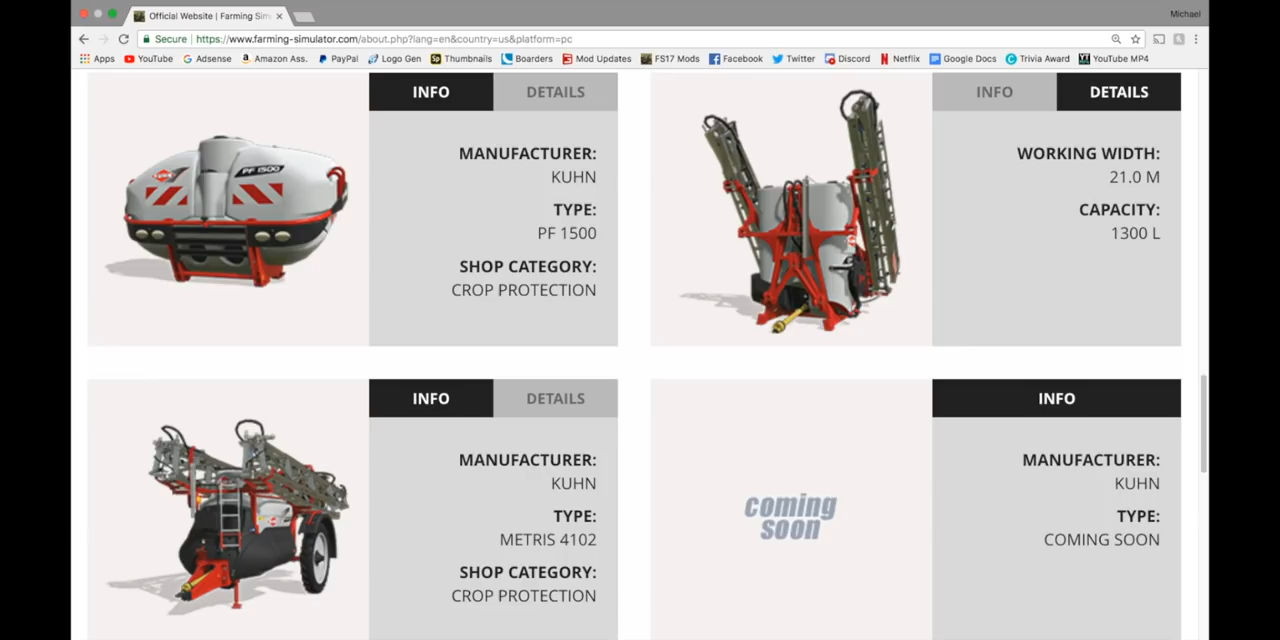 Official Website | Farming Sim
Michael
Secure | https://www.farming-simulator.com/about.php?lang=en&country=us&platform=pc
Apps YouTube Adsense Amazon Ass. PayPal Logo Gen Thumbnails Boarders Mod Updates FS17 Mods Facebook Twitter Discord Netflix Google Docs Trivia Award YouTube MP4
INFO DETAILS
MANUFACTURER:
KUHN
TYPE:
PF 1500
SHOP CATEGORY:
CROP PROTECTION
PF 1500
INFO DETAILS
WORKING WIDTH:
21.0 M
CAPACITY:
1300 L
INFO DETAILS
MANUFACTURER:
KUHN
TYPE:
METRIS 4102
SHOP CATEGORY:
CROP PROTECTION
coming
soon
INFO
MANUFACTURER:
KUHN
TYPE:
COMING SOON